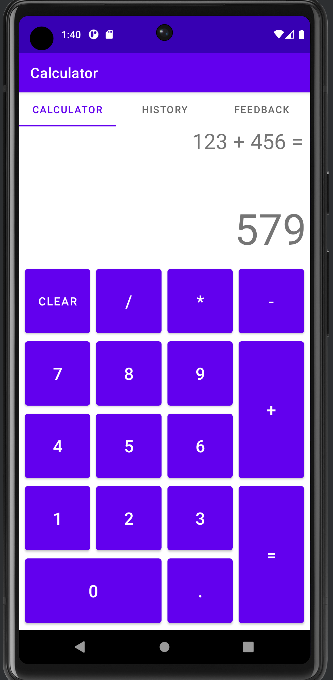 1:40
Calculator
CALCULATOR HISTORY FEEDBACK
123 + 456 =
579
CLEAR / * -
7 8 9
+
4 5 6
1 2 3
=
0 .